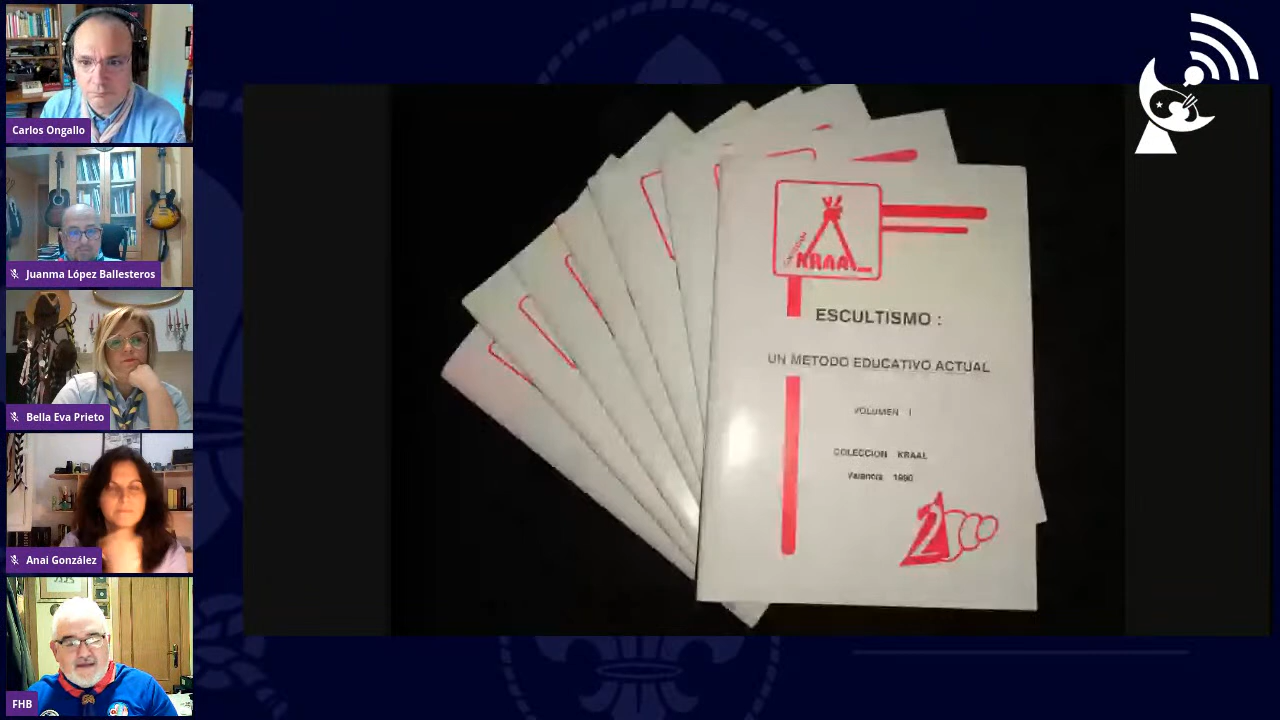 Carlos Ongallo
Juanma López Ballesteros
Bella Eva Prieto
Anai González
FHB
KRAAL
ESCULTISMO :
UN METODO EDUCATIVO ACTUAL
VOLUMEN I
COLECCION KRAAL
Valencia 1990